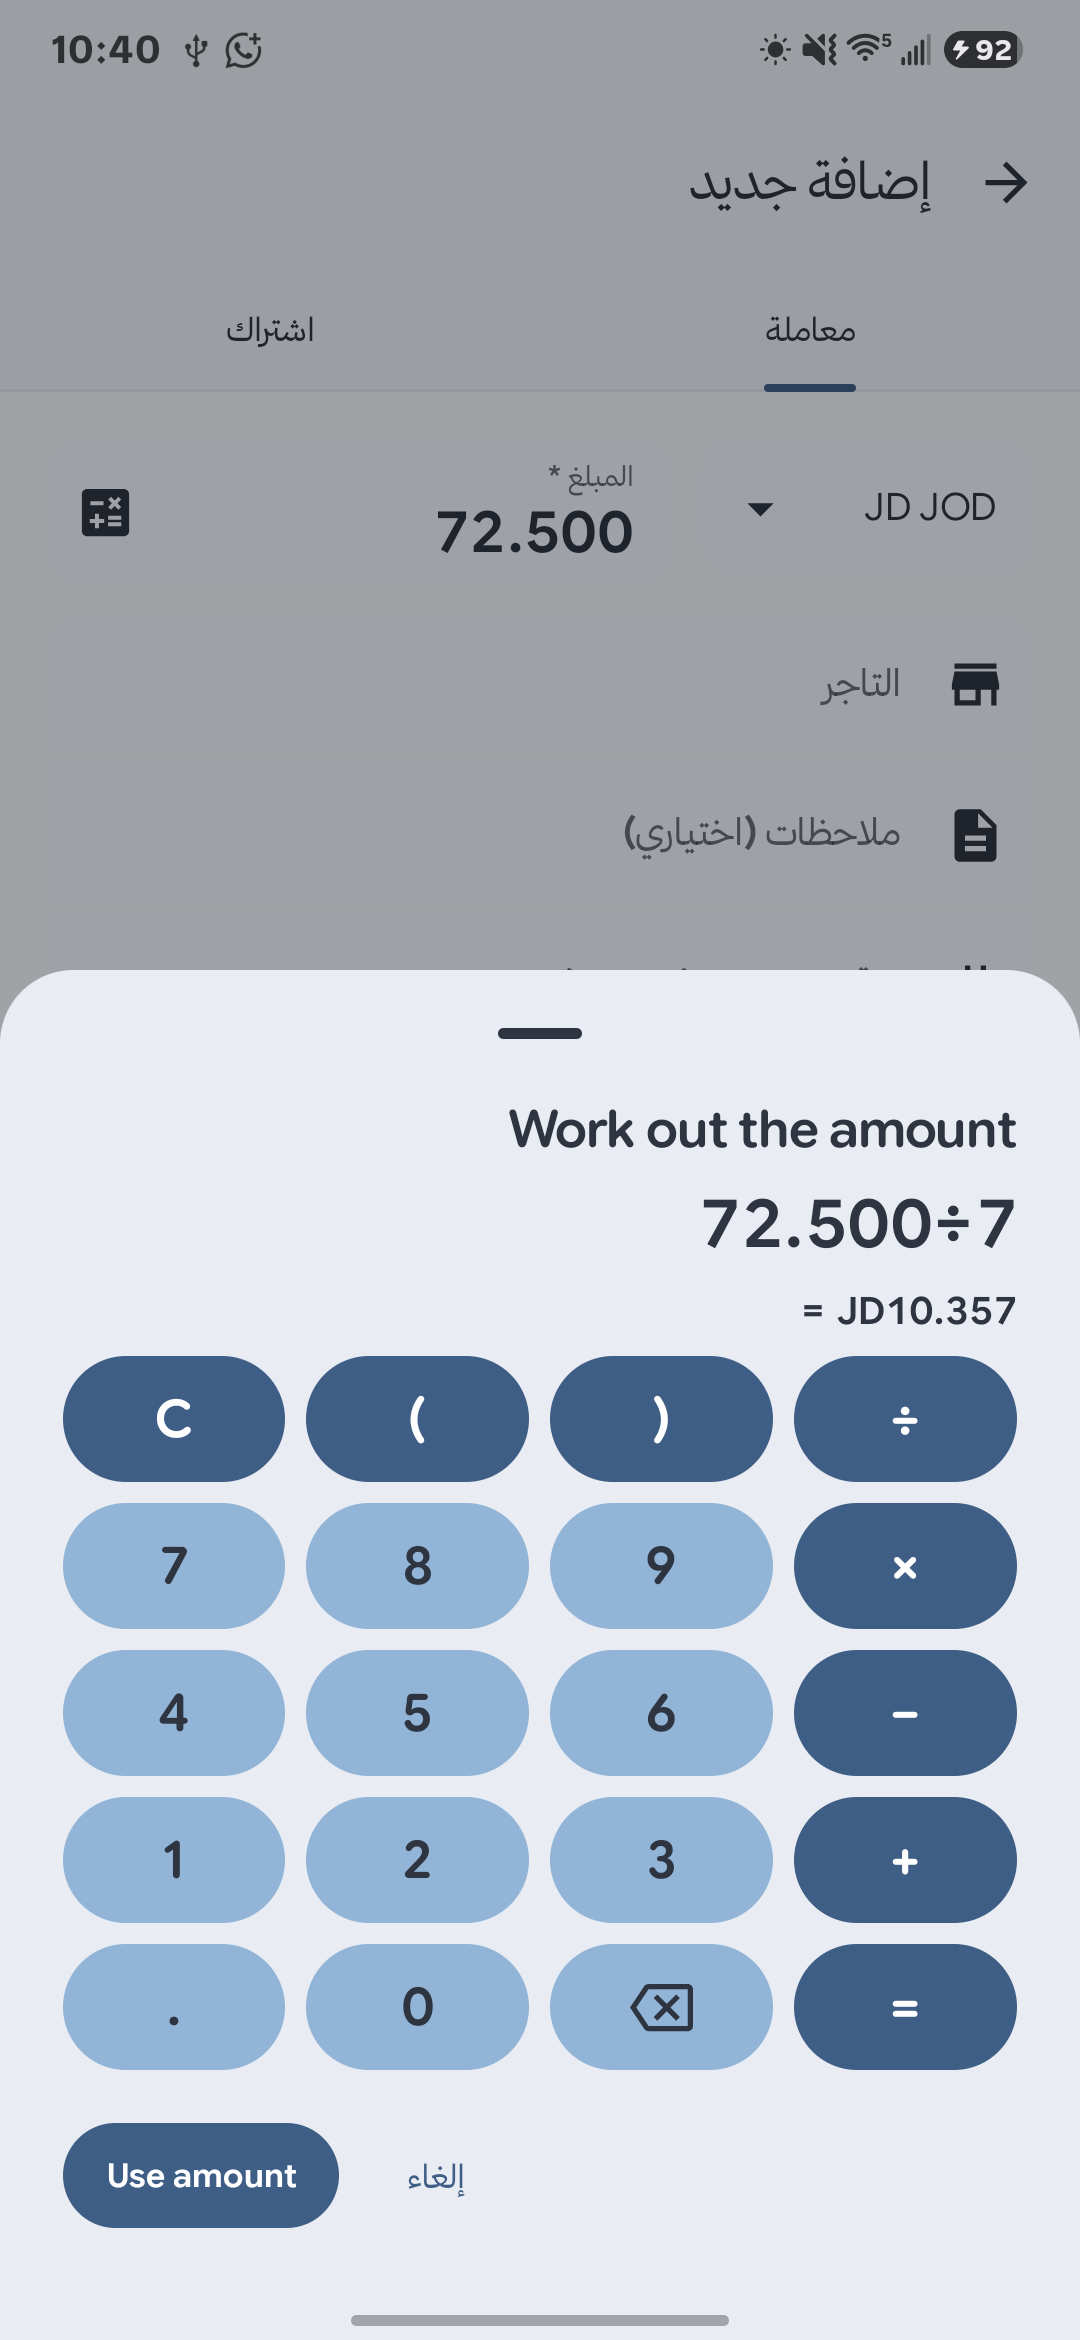 10:40
5
92
إضافة جديد
معاملة
اشتراك
JD JOD
المبلغ *
72.500
التاجر
ملاحظات (اختياري)
Work out the amount
72.500÷7
= JD10.357
C ( ) ÷
7 8 9 ×
4 5 6 −
1 2 3 +
. 0 =
Use amount
إلغاء